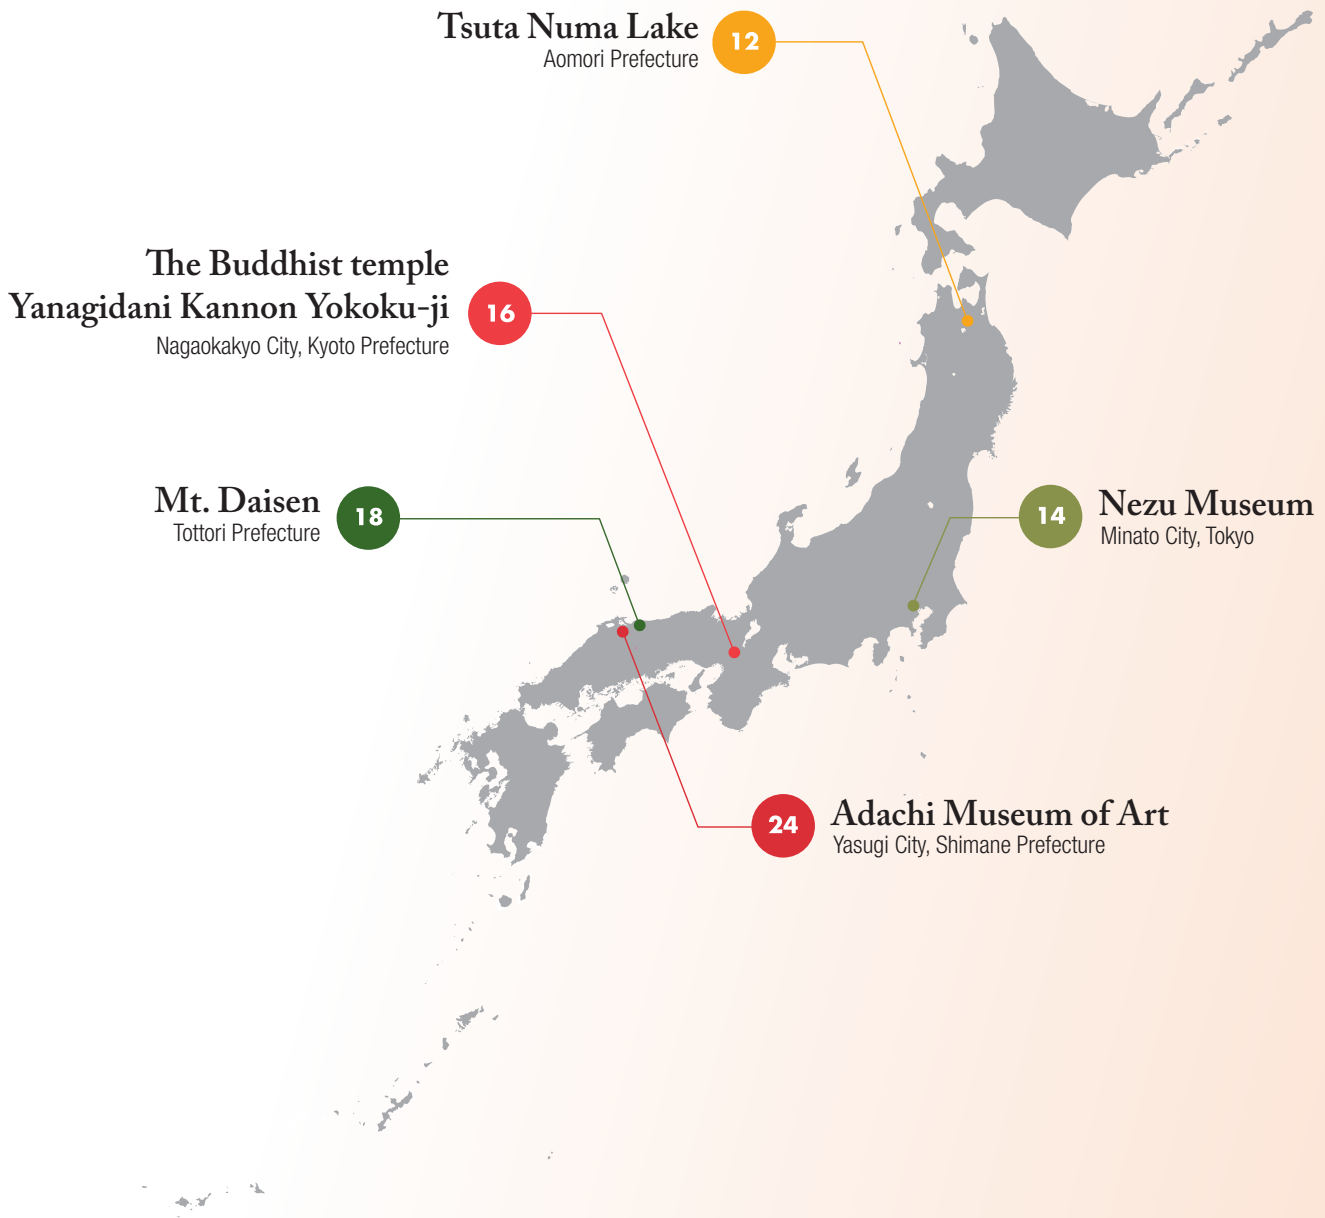 Tsuta Numa Lake
Aomori Prefecture
12
The Buddhist temple
Yanagidani Kannon Yokoku-ji
Nagaokakyo City, Kyoto Prefecture
16
Mt. Daisen
Tottori Prefecture
18
14
Nezu Museum
Minato City, Tokyo
24
Adachi Museum of Art
Yasugi City, Shimane Prefecture